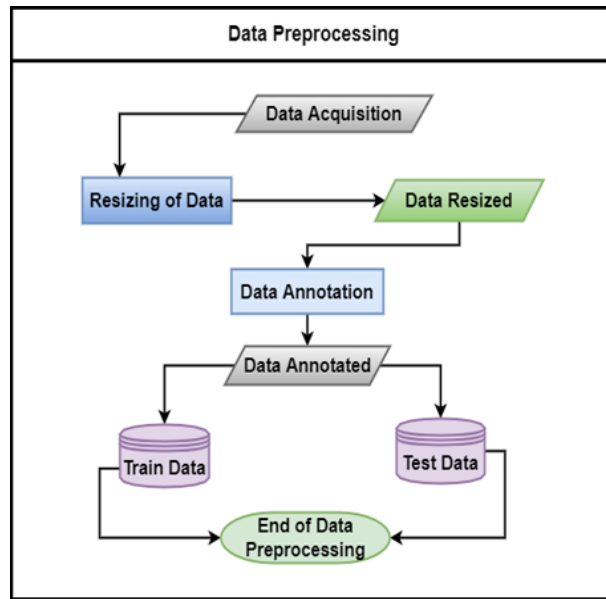 Data Preprocessing
Data Acquisition
Resizing of Data
Data Resized
Data Annotation
Data Annotated
Train Data
Test Data
End of Data
Preprocessing